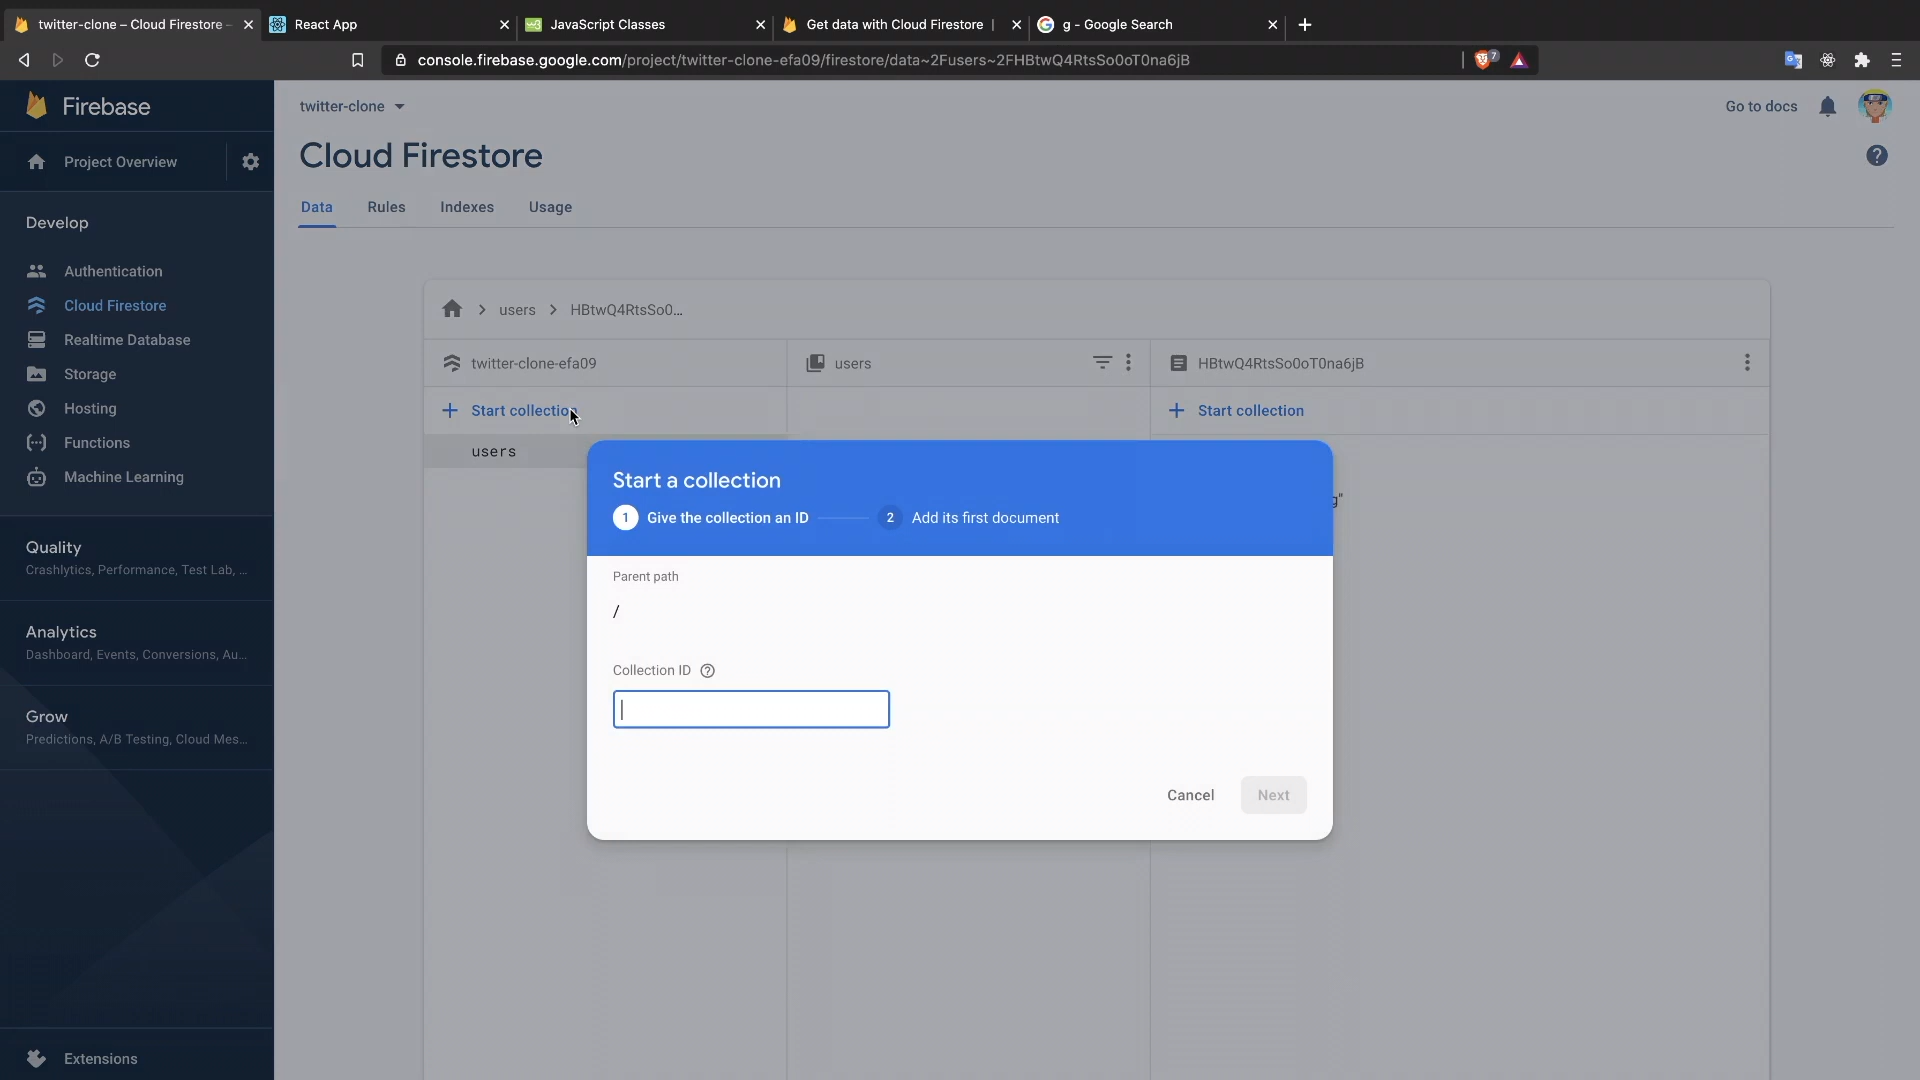 twitter-clone – Cloud Firestore –
React App
JavaScript Classes
Get data with Cloud Firestore |
g - Google Search
console.firebase.google.com/project/twitter-clone-efa09/firestore/data~2Fusers~2FHBtwQ4RtsSo0oT0na6jB
7
Firebase
twitter-clone
Go to docs
Project Overview
Cloud Firestore
Data Rules Indexes Usage
Develop
Authentication
Cloud Firestore
Realtime Database
Storage
Hosting
Functions
Machine Learning
Quality
Crashlytics, Performance, Test Lab, ...
Analytics
Dashboard, Events, Conversions, Au...
Grow
Predictions, A/B Testing, Cloud Mes...
Extensions
users HBtwQ4RtsSo0...
twitter-clone-efa09
users
HBtwQ4RtsSo0oT0na6jB
+ Start collection
+ Start collection
users
g"
Start a collection
1 Give the collection an ID 2 Add its first document
Parent path
/
Collection ID
Cancel Next